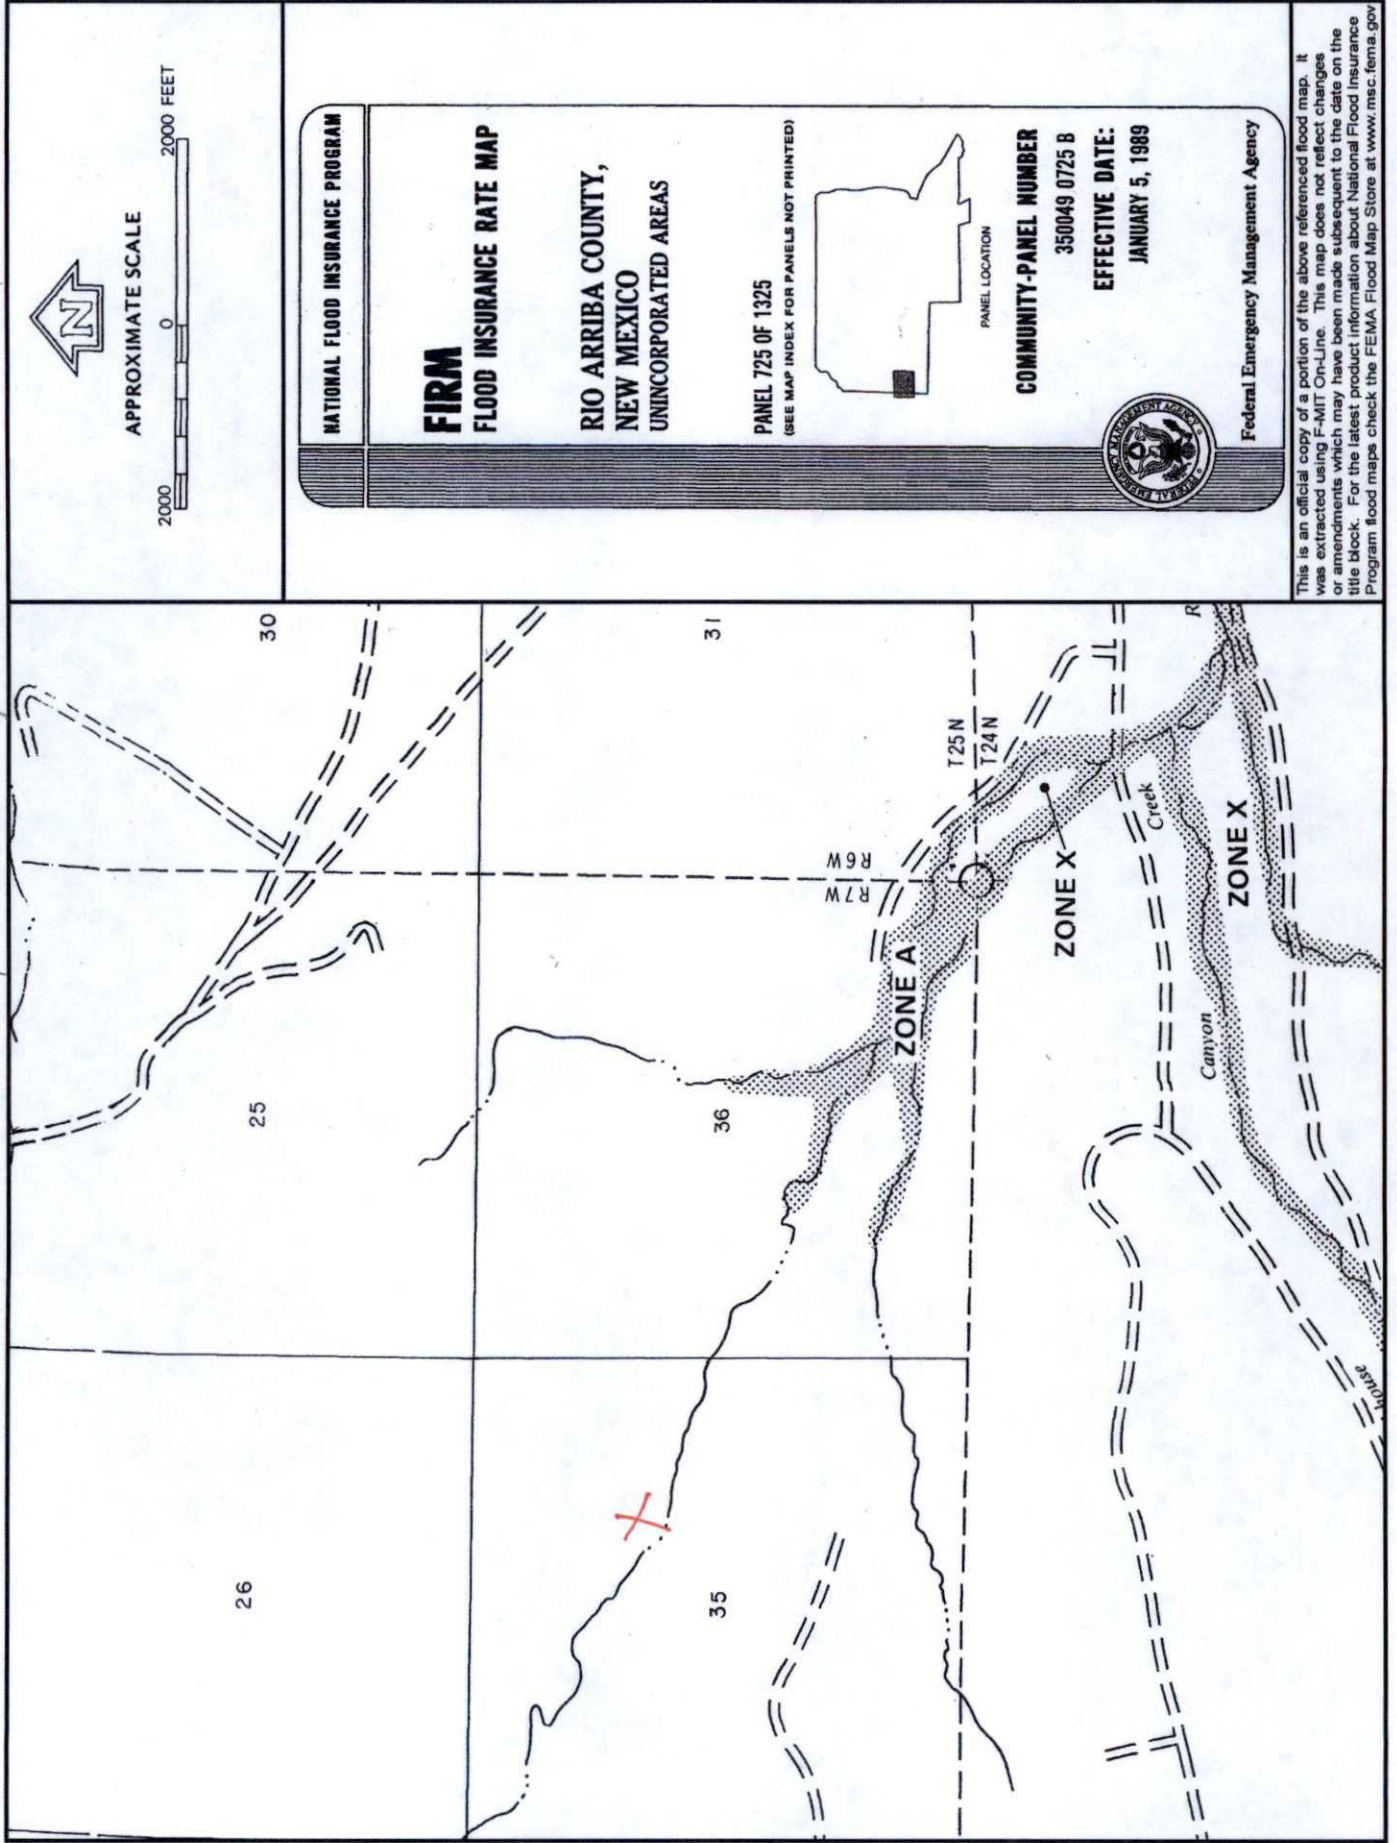 APPROXIMATE SCALE
2000 0 2000 FEET
N
NATIONAL FLOOD INSURANCE PROGRAM
FIRM
FLOOD INSURANCE RATE MAP
RIO ARRIBA COUNTY,
NEW MEXICO
UNINCORPORATED AREAS
PANEL 725 OF 1325
(SEE MAP INDEX FOR PANELS NOT PRINTED)
PANEL LOCATION
COMMUNITY-PANEL NUMBER
350049 0725 B
EFFECTIVE DATE:
JANUARY 5, 1989
FEDERAL EMERGENCY MANAGEMENT AGENCY
Federal Emergency Management Agency
This is an official copy of a portion of the above referenced flood map. It
was extracted using F-MIT On-Line. This map does not reflect changes
or amendments which may have been made subsequent to the date on the
title block. For the latest product information about National Flood Insurance
Program flood maps check the FEMA Flood Map Store at www.msc.fema.gov
26
25
30
35
36
31
R7W
R6W
ZONE A
T25N
T24N
ZONE X
Creek
Canyon
ZONE X
R